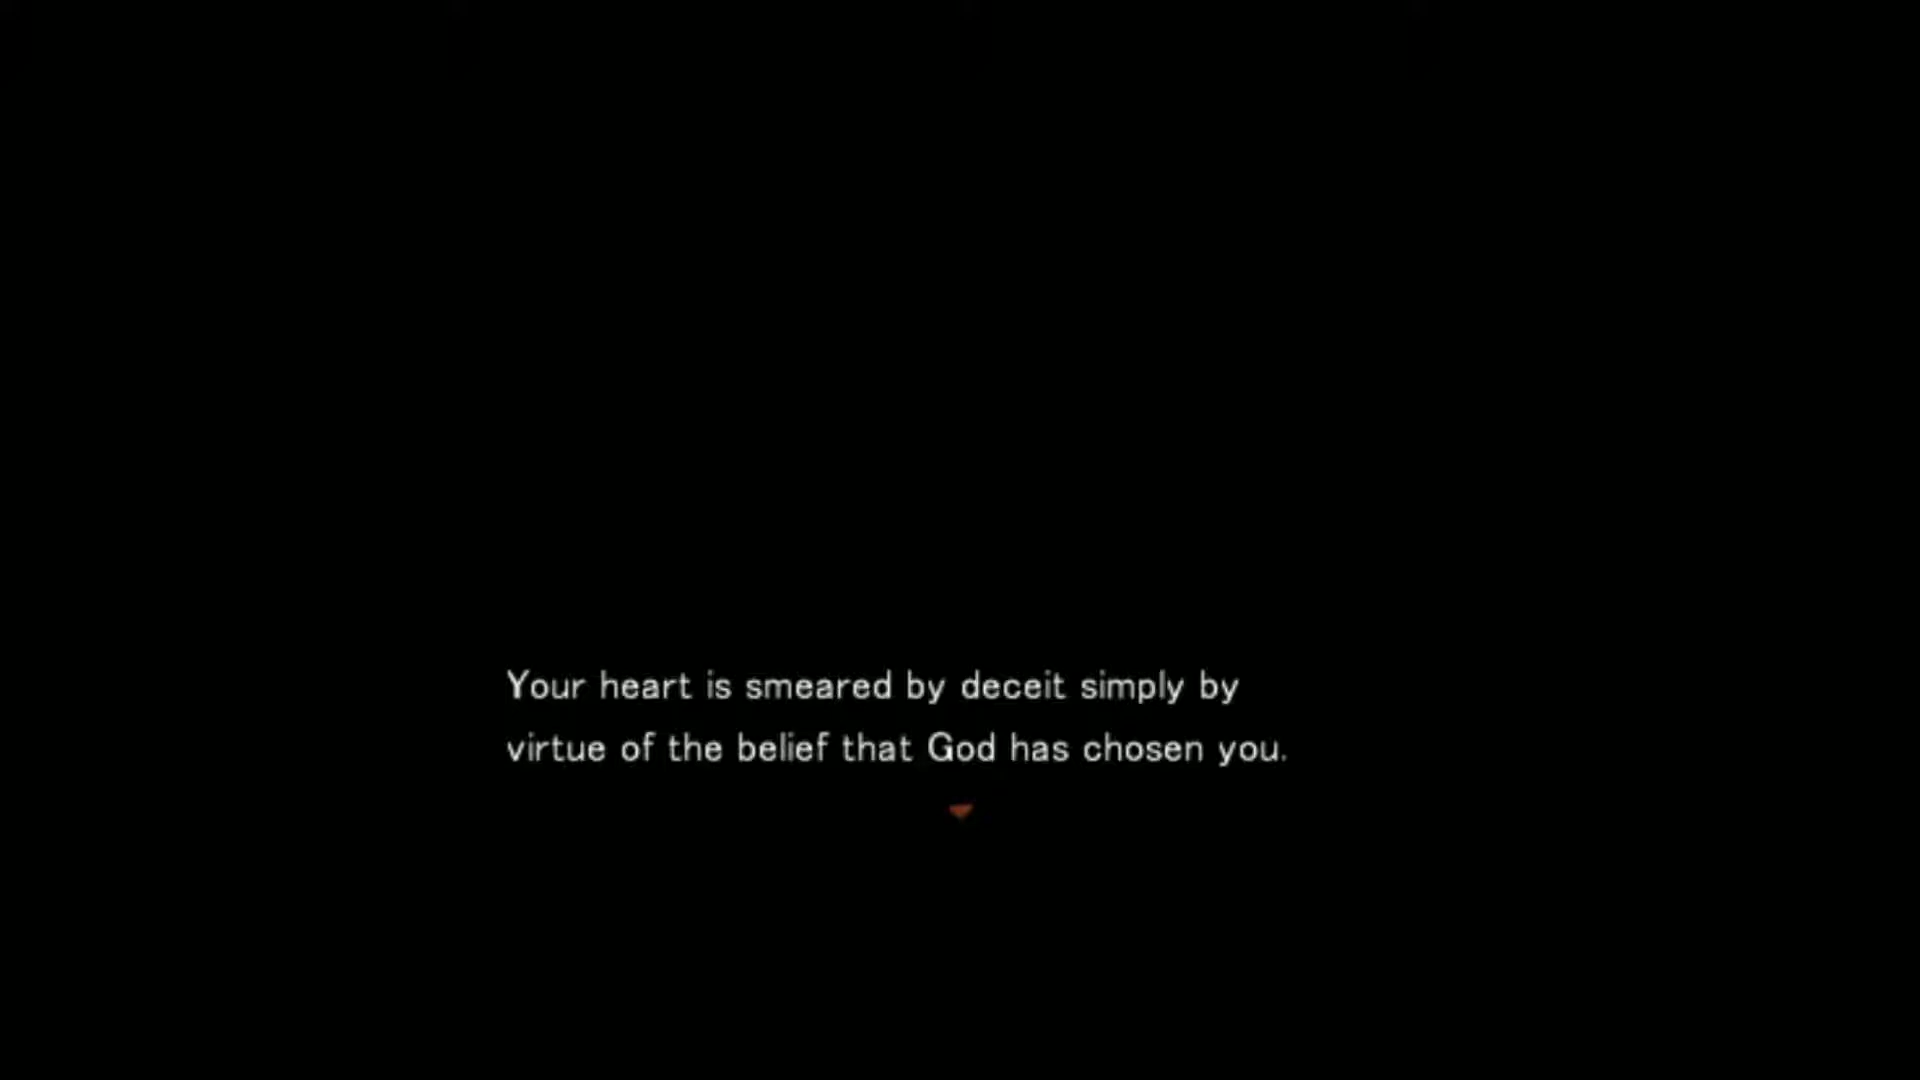 Your heart is smeared by deceit simply by
virtue of the belief that God has chosen you.